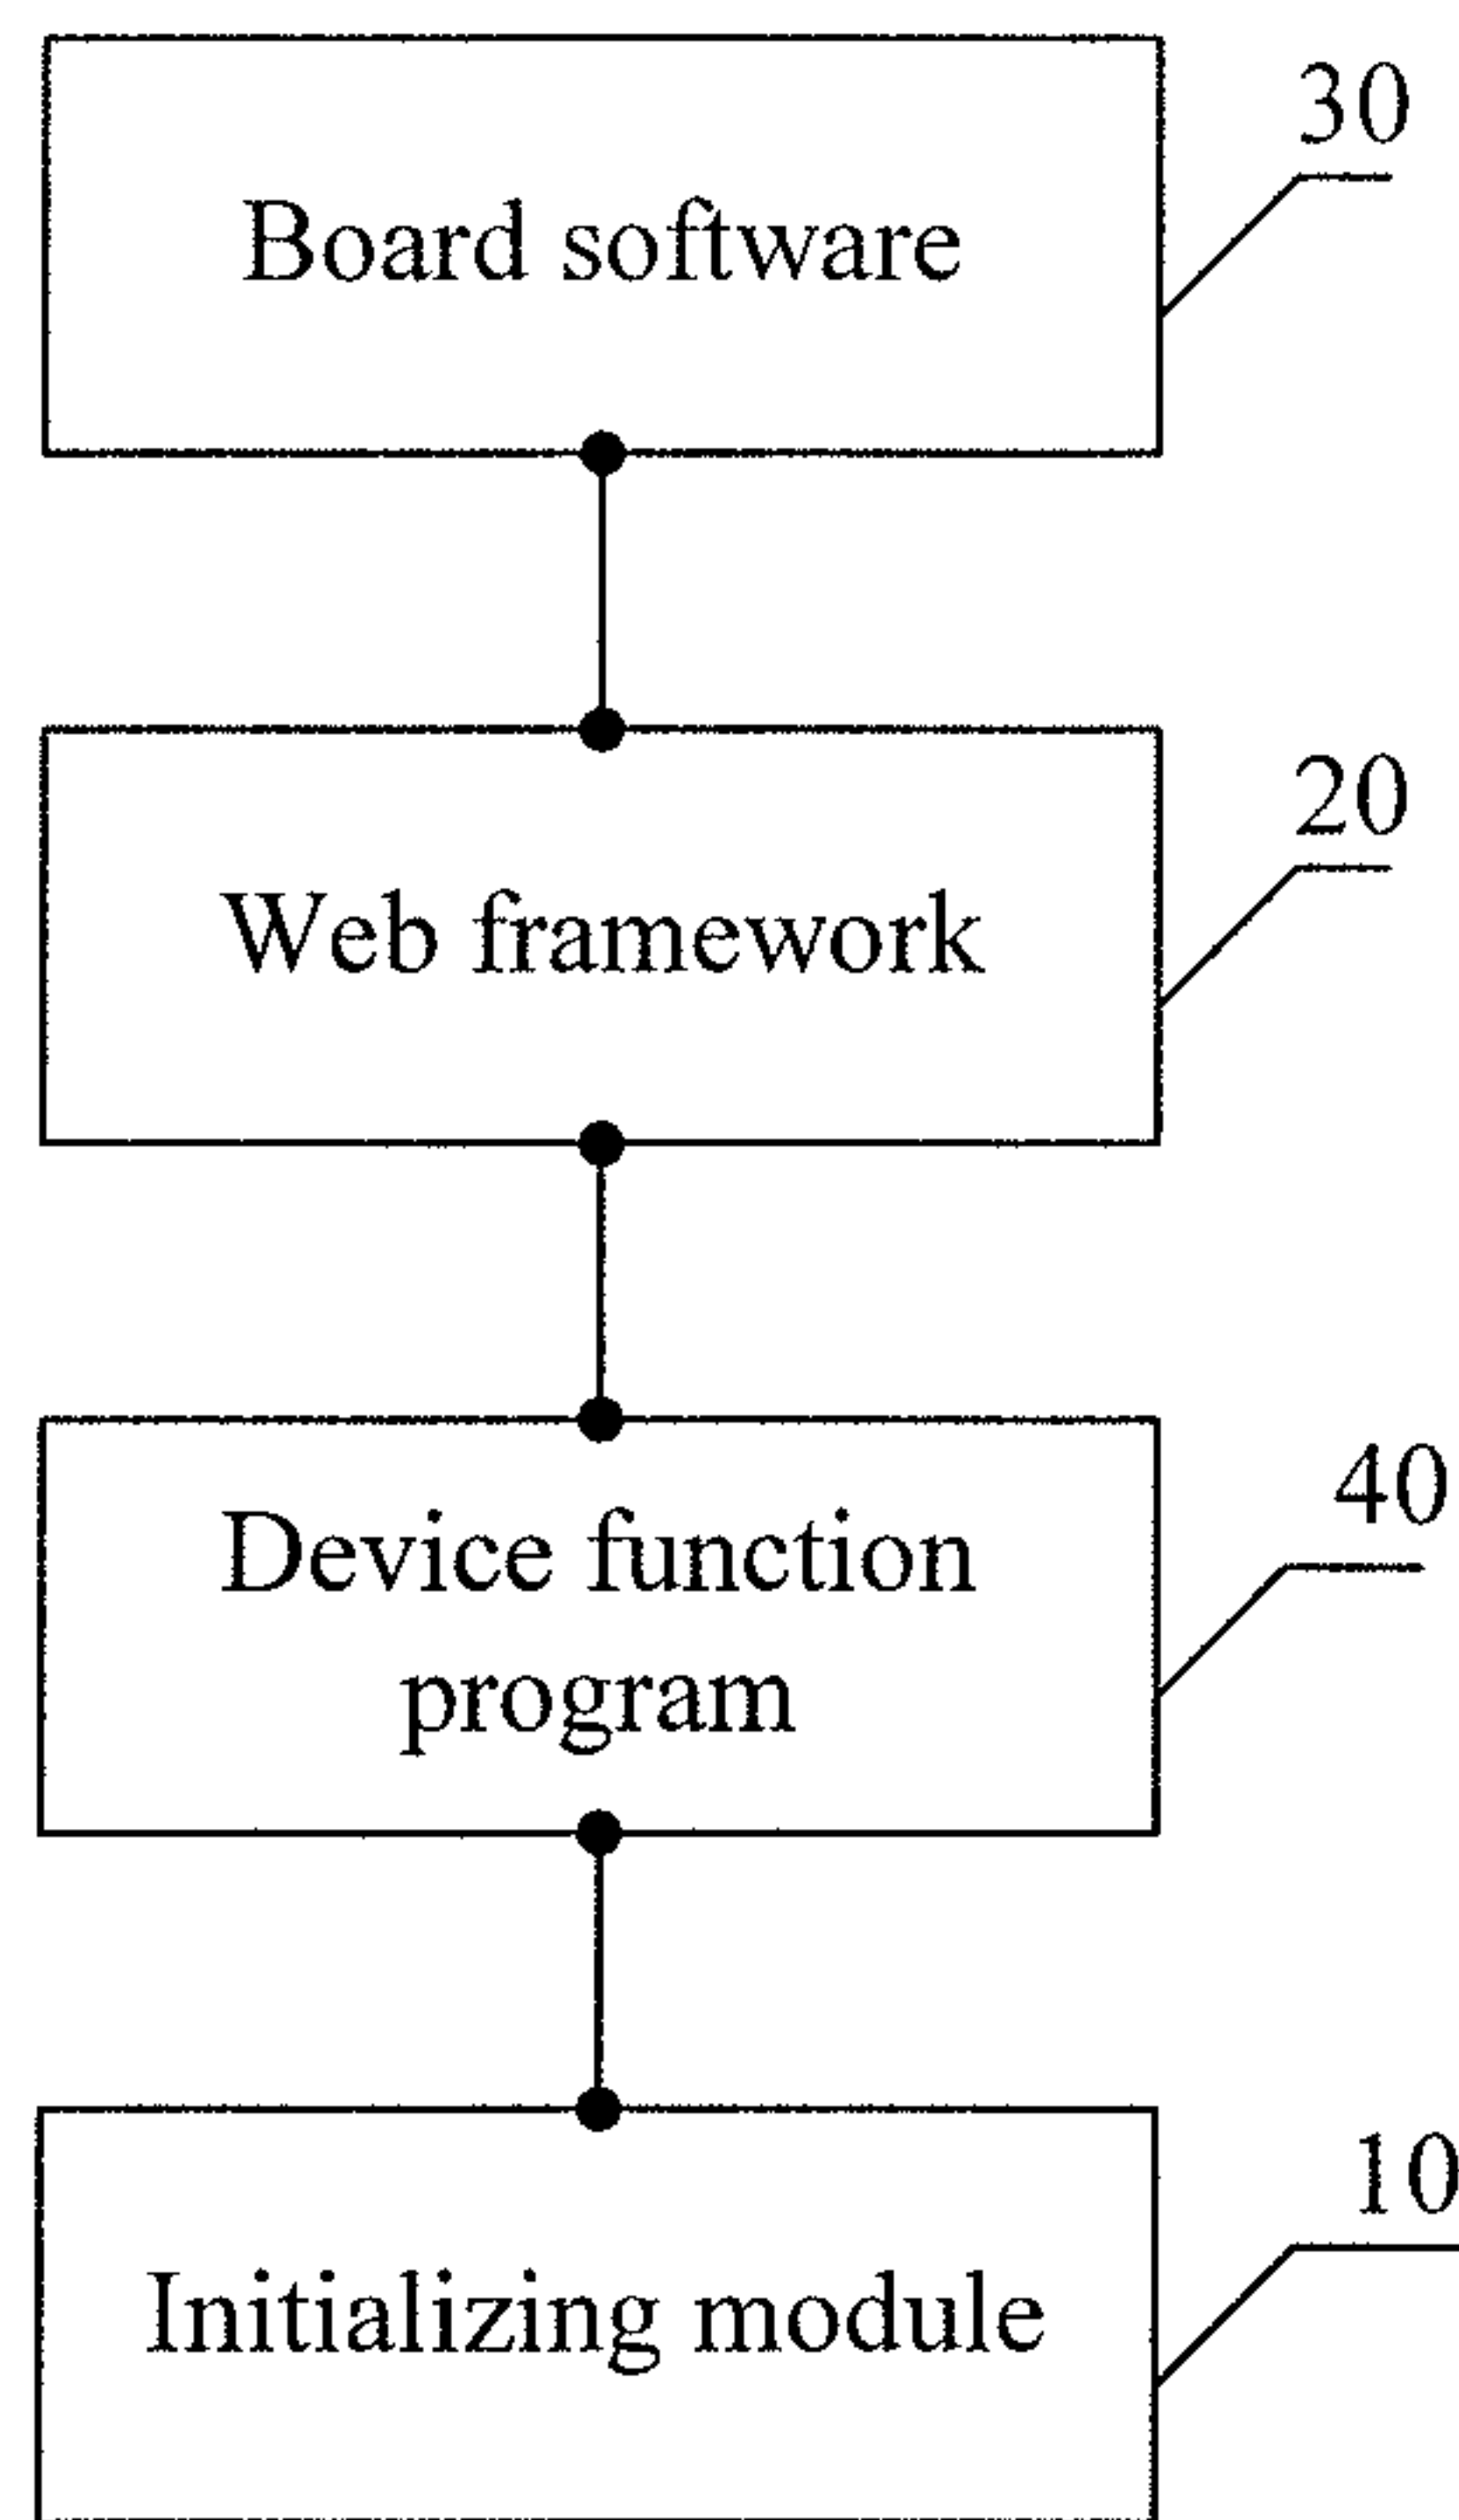 30
Board software
20
Web framework
40
Device function
program
10
Initializing module